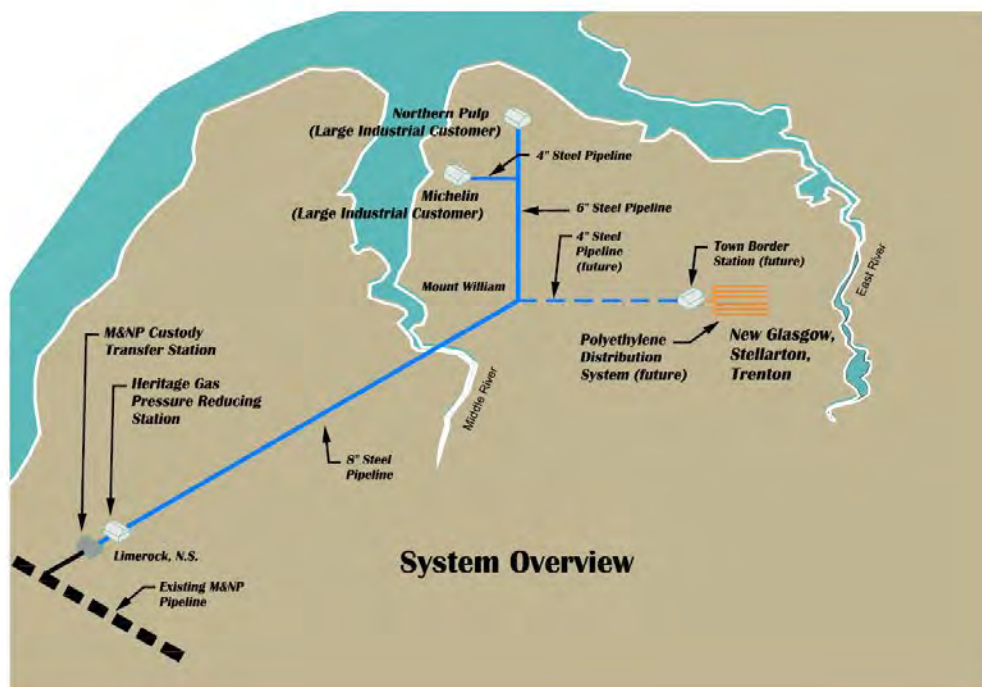 Northern Pulp
(Large Industrial Customer)
4" Steel Pipeline
Michelin
(Large Industrial Customer)
6" Steel Pipeline
4" Steel
Pipeline
(future)
Town Border
Station (future)
East River
Mount William
M&NP Custody
Transfer Station
Polyethylene
Distribution
System (future)
New Glasgow,
Stellarton,
Trenton
Heritage Gas
Pressure Reducing
Station
Middle River
8" Steel
Pipeline
Limerock, N.S.
System Overview
Existing M&NP
Pipeline